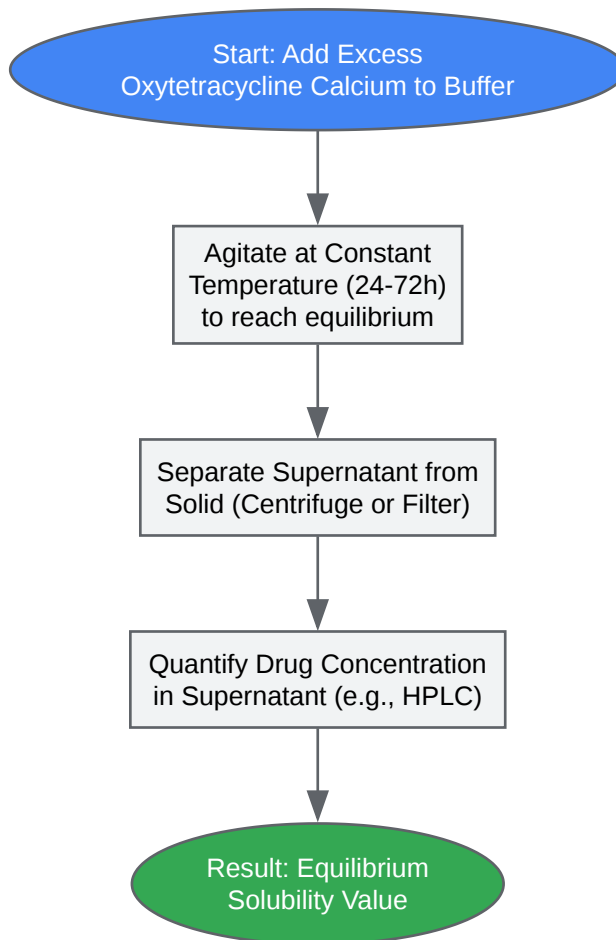 Start: Add Excess
Oxytetracycline Calcium to Buffer
Agitate at Constant
Temperature (24-72h)
to reach equilibrium
Separate Supernatant from
Solid (Centrifuge or Filter)
Quantify Drug Concentration
in Supernatant (e.g., HPLC)
Result: Equilibrium
Solubility Value